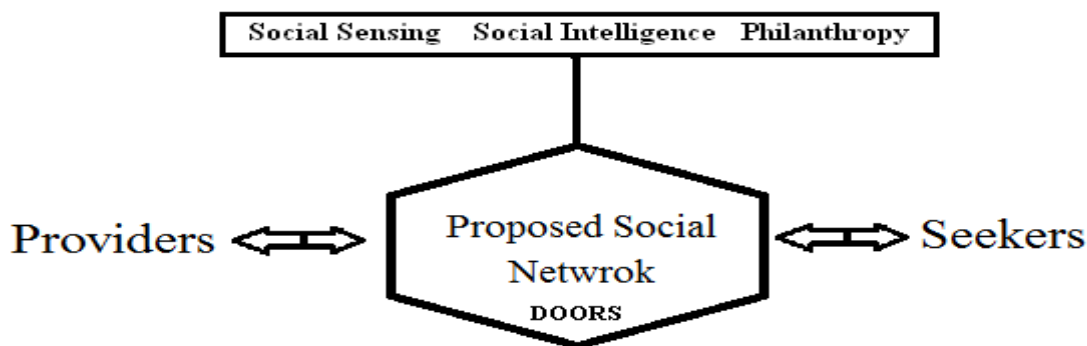 Social Sensing Social Intelligence Philanthropy
Providers
Proposed Social
Netwrok
DOORS
Seekers